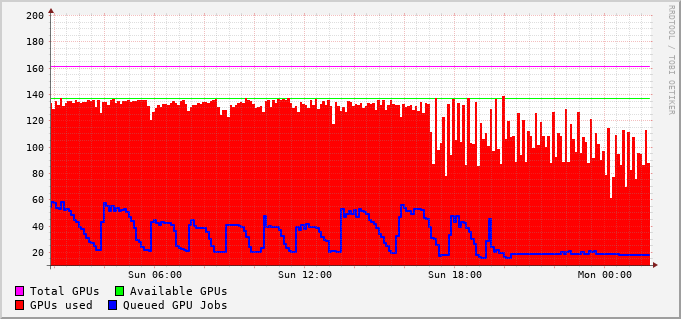 200
180
160
140
120
100
80
60
40
20
Sun 06:00 Sun 12:00 Sun 18:00 Mon 00:00
Total GPUs Available GPUs
GPUs used Queued GPU Jobs
RRDTOOL / TOBI OETIKER